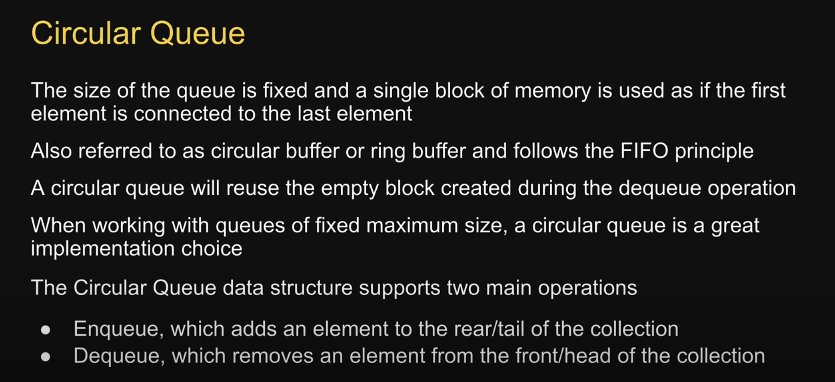 Circular Queue
The size of the queue is fixed and a single block of memory is used as if the first
element is connected to the last element
Also referred to as circular buffer or ring buffer and follows the FIFO principle
A circular queue will reuse the empty block created during the dequeue operation
When working with queues of fixed maximum size, a circular queue is a great
implementation choice
The Circular Queue data structure supports two main operations
● Enqueue, which adds an element to the rear/tail of the collection
● Dequeue, which removes an element from the front/head of the collection